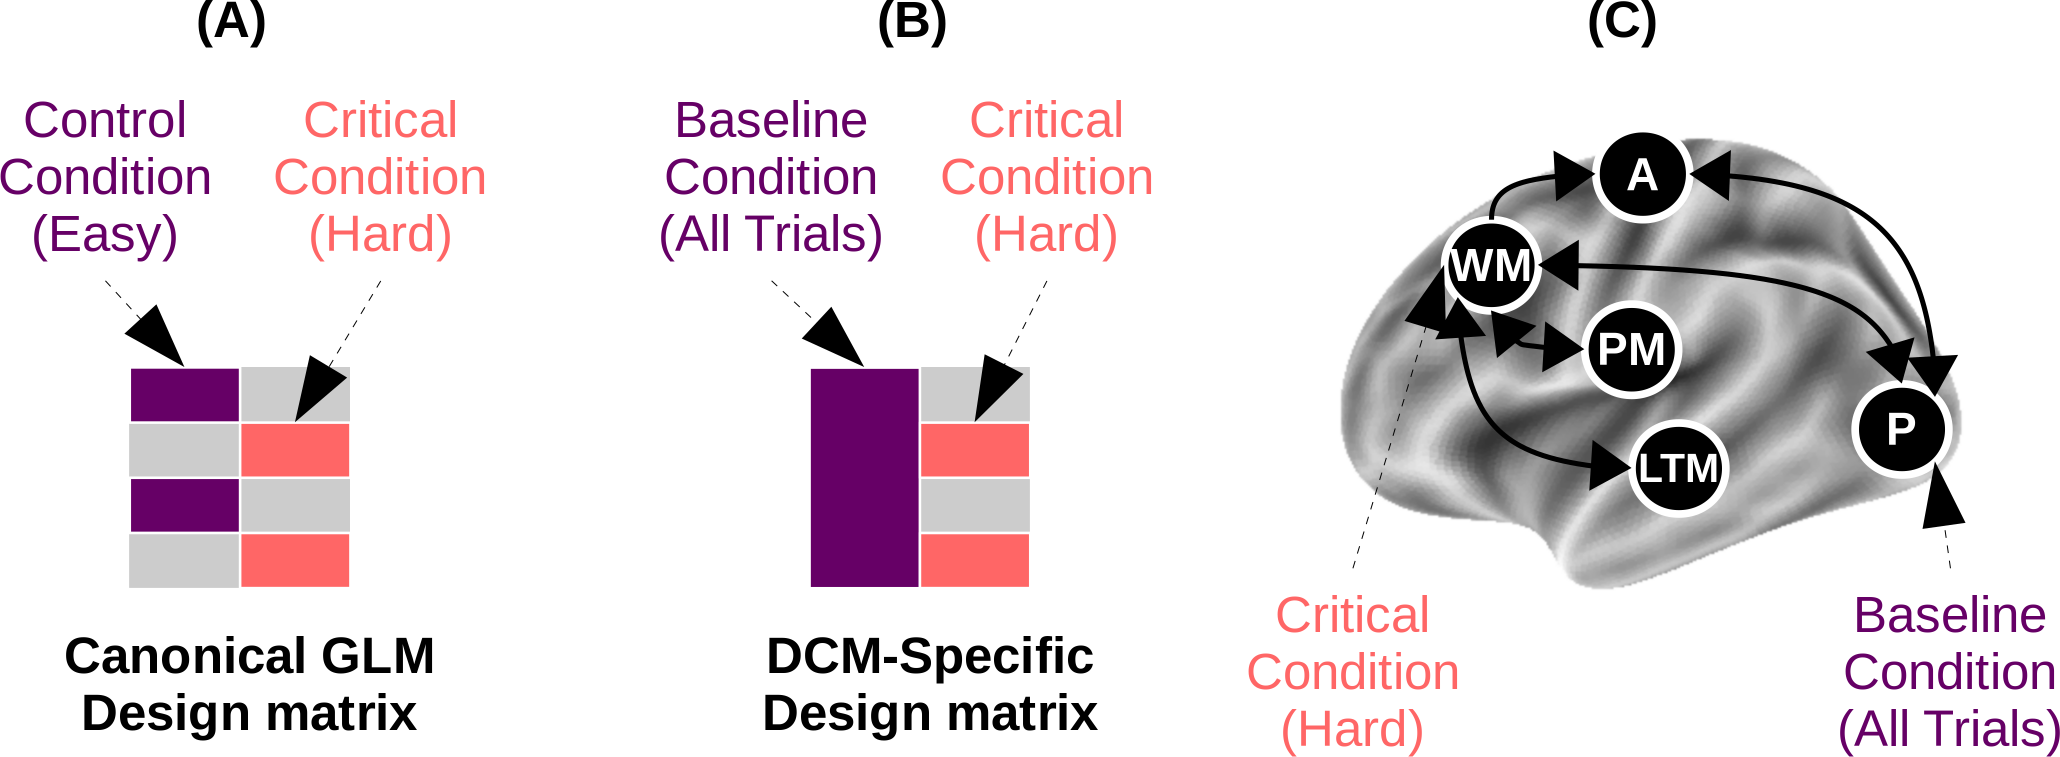 (A)
Control
Condition
(Easy)
Critical
Condition
(Hard)
Canonical GLM
Design matrix
(B)
Baseline
Condition
(All Trials)
Critical
Condition
(Hard)
DCM-Specific
Design matrix
(C)
A
WM
PM
P
LTM
Critical
Condition
(Hard)
Baseline
Condition
(All Trials)